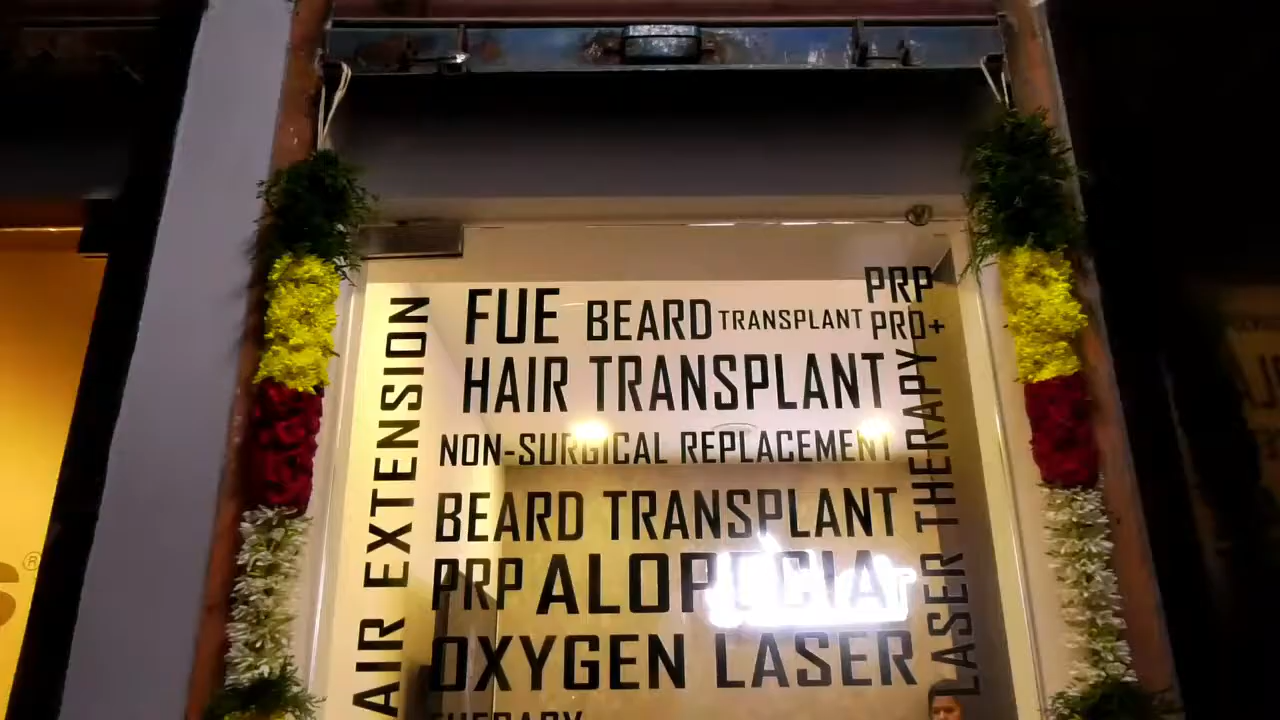 FUE BEARD TRANSPLANT
PRP
PRO+
HAIR TRANSPLANT
NON-SURGICAL REPLACEMENT
BEARD TRANSPLANT
PRP ALOPECIA
OXYGEN LASER
THERAPY
HAIR EXTENSION
LASER THERAPY